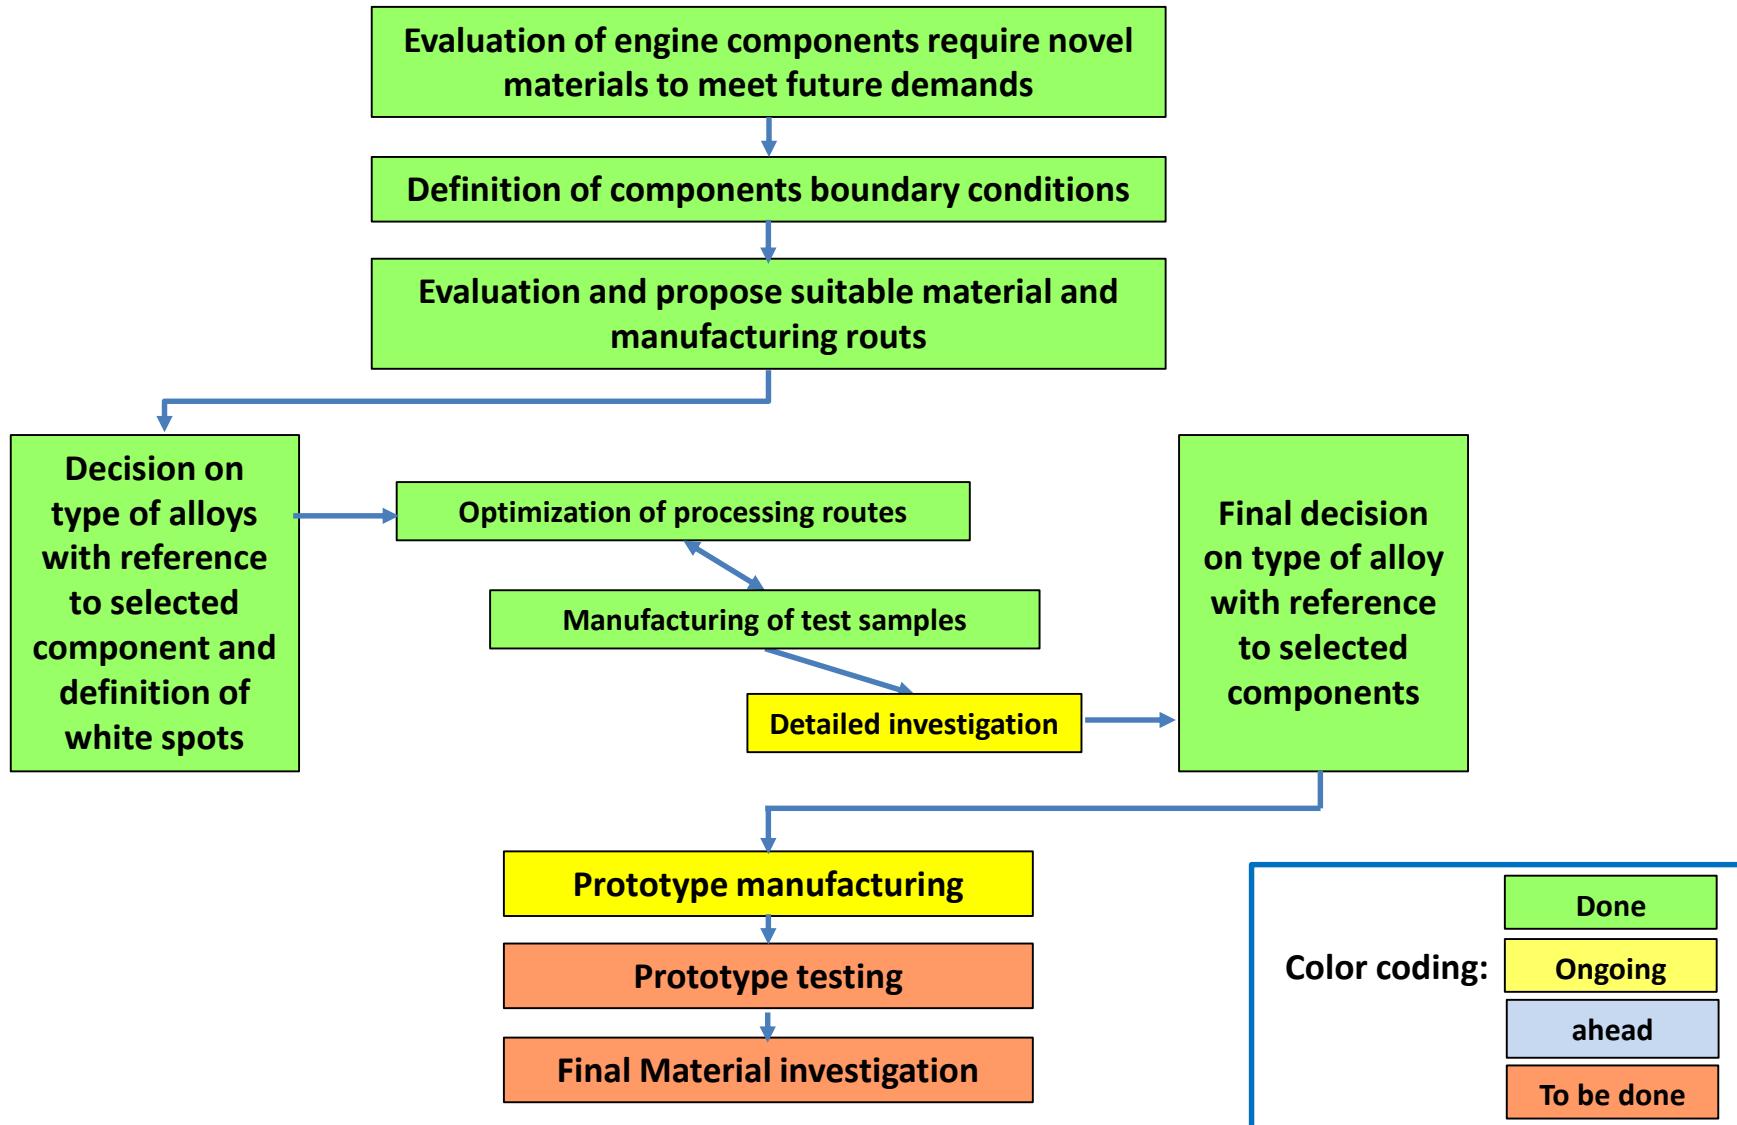 Evaluation of engine components require novel
materials to meet future demands
Definition of components boundary conditions
Evaluation and propose suitable material and
manufacturing routs
Decision on
type of alloys
with reference
to selected
component and
definition of
white spots
Optimization of processing routes
Manufacturing of test samples
Detailed investigation
Final decision
on type of alloy
with reference
to selected
components
Prototype manufacturing
Prototype testing
Final Material investigation
Color coding:
Done
Ongoing
ahead
To be done